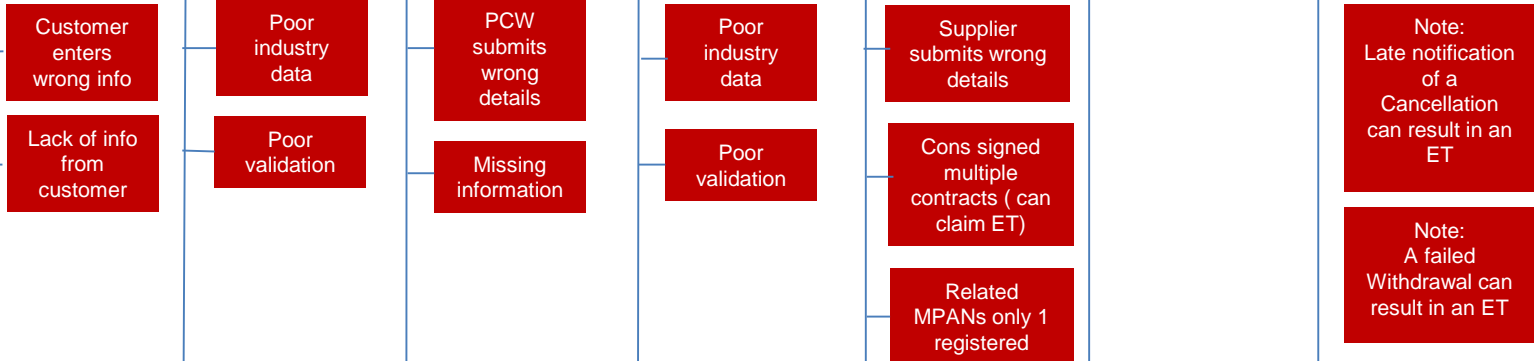 Customer
enters
wrong info
Lack of info
from
customer
Poor
industry
data
Poor
validation
PCW
submits
wrong
details
Missing
information
Poor
industry
data
Poor
validation
Supplier
submits wrong
details
Cons signed
multiple
contracts ( can
claim ET)
Related
MPANs only 1
registered
Note:
Late notification
of a
Cancellation
can result in an
ET
Note:
A failed
Withdrawal can
result in an ET